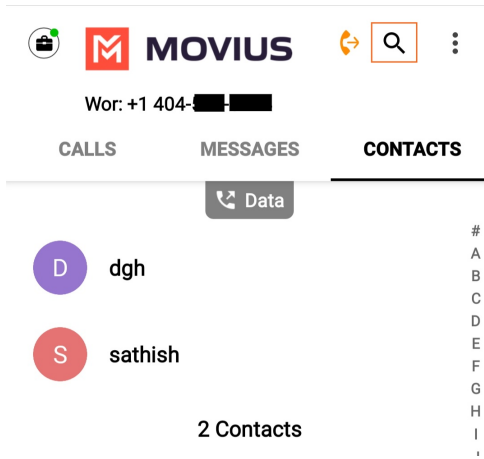 MOVIUS
Wor: +1 404-
CALLS MESSAGES CONTACTS
Data
#
A
D dgh
B
C
D
E
S sathish
F
G
H
2 Contacts
I